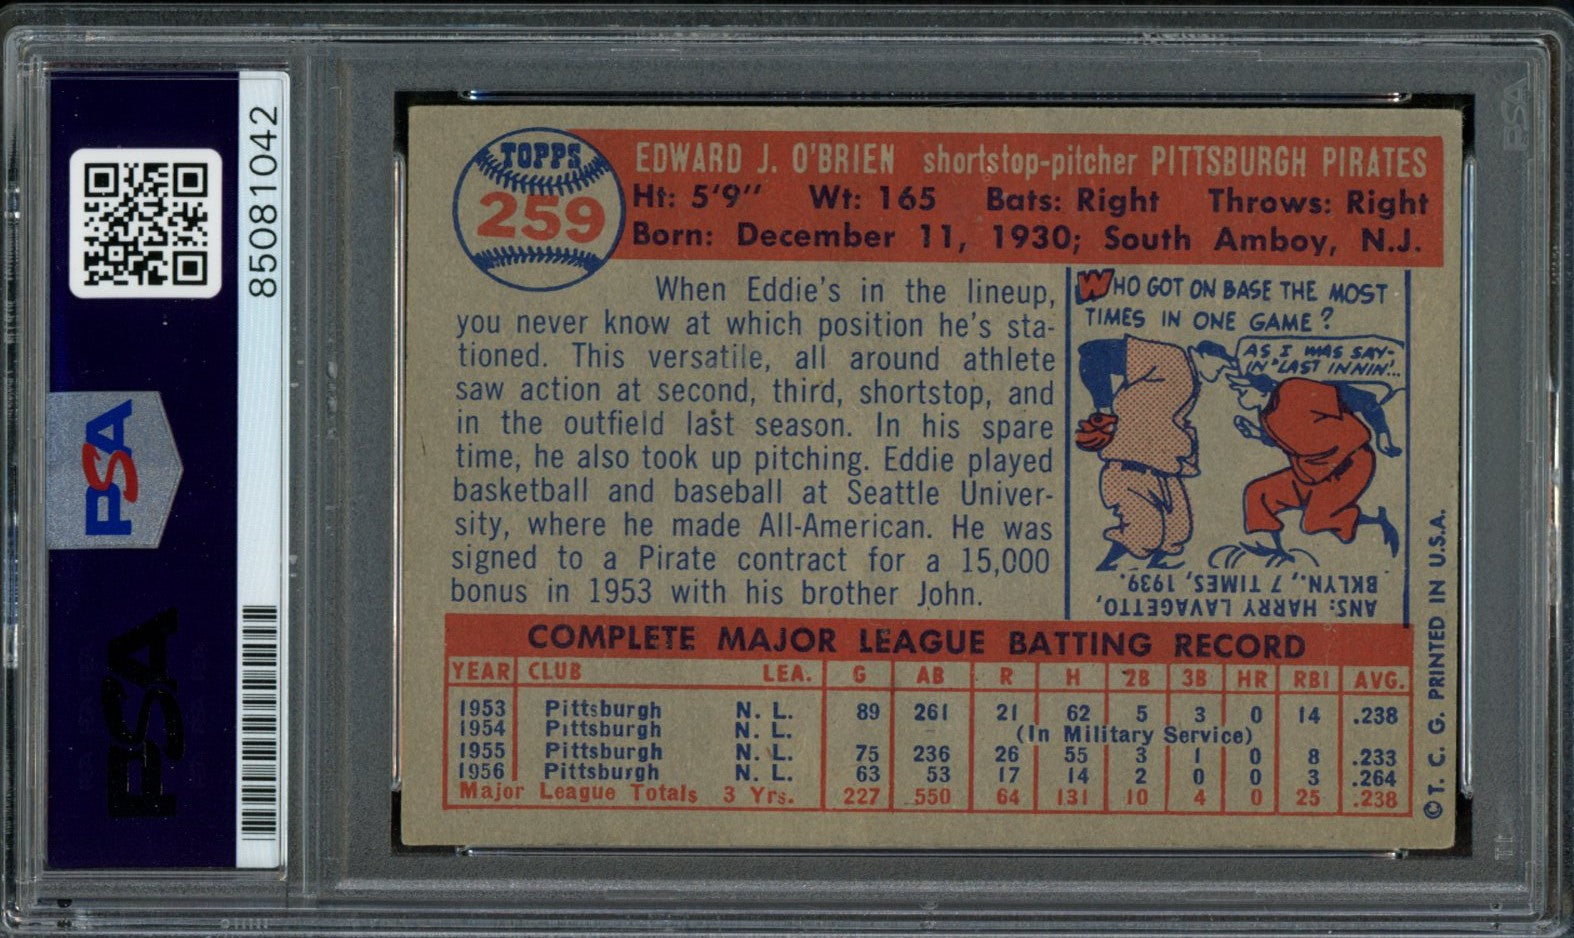 85081042
PSA
PSA
PSA
TOPPS
259
EDWARD J. O'BRIEN shortstop-pitcher PITTSBURGH PIRATES
Ht: 5'9" Wt: 165 Bats: Right Throws: Right
Born: December 11, 1930; South Amboy, N.J.
When Eddie's in the lineup,
you never know at which position he's sta-
tioned. This versatile, all around athlete
saw action at second, third, shortstop, and
in the outfield last season. In his spare
time, he also took up pitching. Eddie played
basketball and baseball at Seattle Univer-
sity, where he made All-American. He was
signed to a Pirate contract for a 15,000
bonus in 1953 with his brother John.
WHO GOT ON BASE THE MOST
TIMES IN ONE GAME?
AS I WAS SAY-
IN "LAST INNIN'...
ANS: HARRY LAVAGETTO,
BKLYN., 7 TIMES, 1939.
COMPLETE MAJOR LEAGUE BATTING RECORD
YEAR CLUB LEA. G AB R H 2B 3B HR RBI AVG.
1953 Pittsburgh N. L. 89 261 21 62 5 3 0 14 .238
1954 Pittsburgh N. L. (In Military Service)
1955 Pittsburgh N. L. 75 236 26 55 3 1 0 8 .233
1956 Pittsburgh N. L. 63 53 17 14 2 0 0 3 .264
Major League Totals 3 Yrs. 227 550 64 131 10 4 0 25 .238
©T. C. G. PRINTED IN U.S.A.